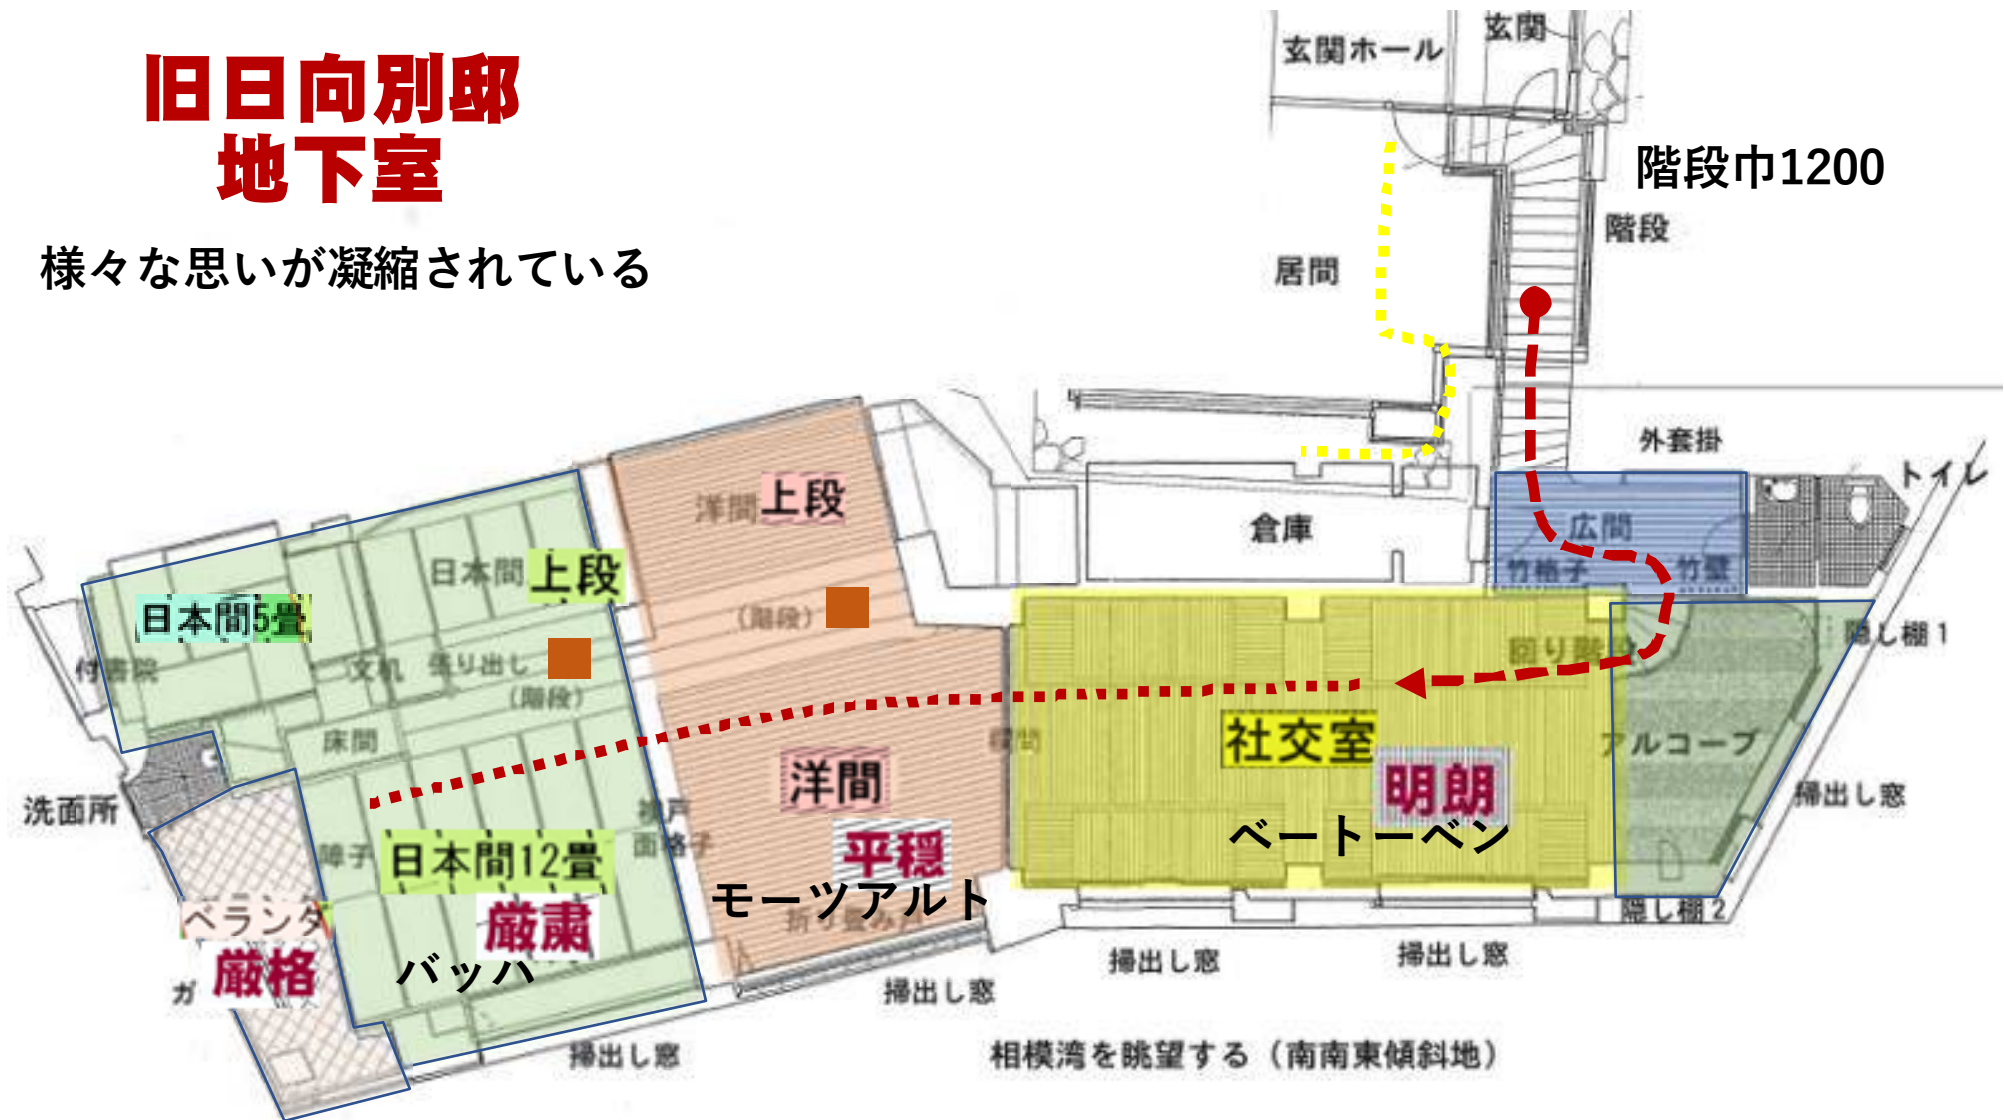 旧日向別邸
地下室
様々な思いが凝縮されている
玄関ホール
玄関
階段巾1200
階段
居間
外套掛
トイレ
倉庫
広間
竹格子
竹壁
洋間
上段
日本間
上段
日本間5畳
(階段)
付書院
文机
張り出し
(階段)
床間
回り階段
隠し棚1
社交室
アルコーブ
明朗
ベートーベン
掃出し窓
洋間
平穏
モーツアルト
洗面所
障子
日本間12畳
厳粛
バッハ
ベランダ
厳格
ガ
隠し棚2
掃出し窓
掃出し窓
掃出し窓
掃出し窓
相模湾を眺望する(南南東傾斜地)